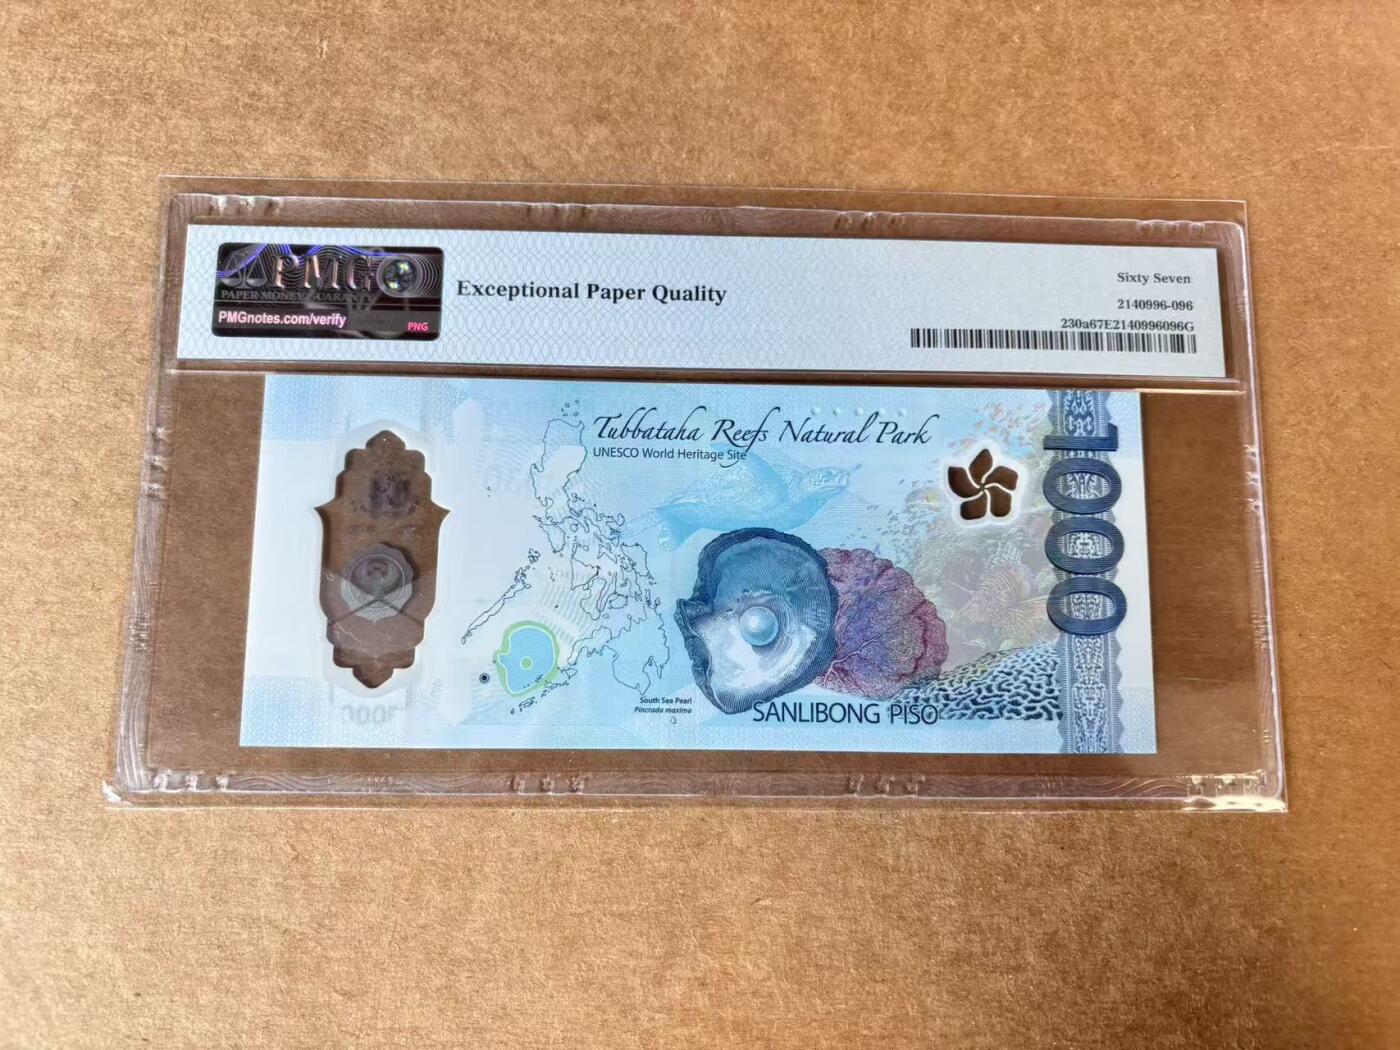 PMG
PAPER MONEY GUARANTY
PMGnotes.com/verify
PNG
Exceptional Paper Quality
Sixty Seven
2140996-096
230a67E2140996096G
Tubbataha Reefs Natural Park
UNESCO World Heritage Site
1000
South Sea Pearl
Pinctada maxima
SANLIBONG PISO